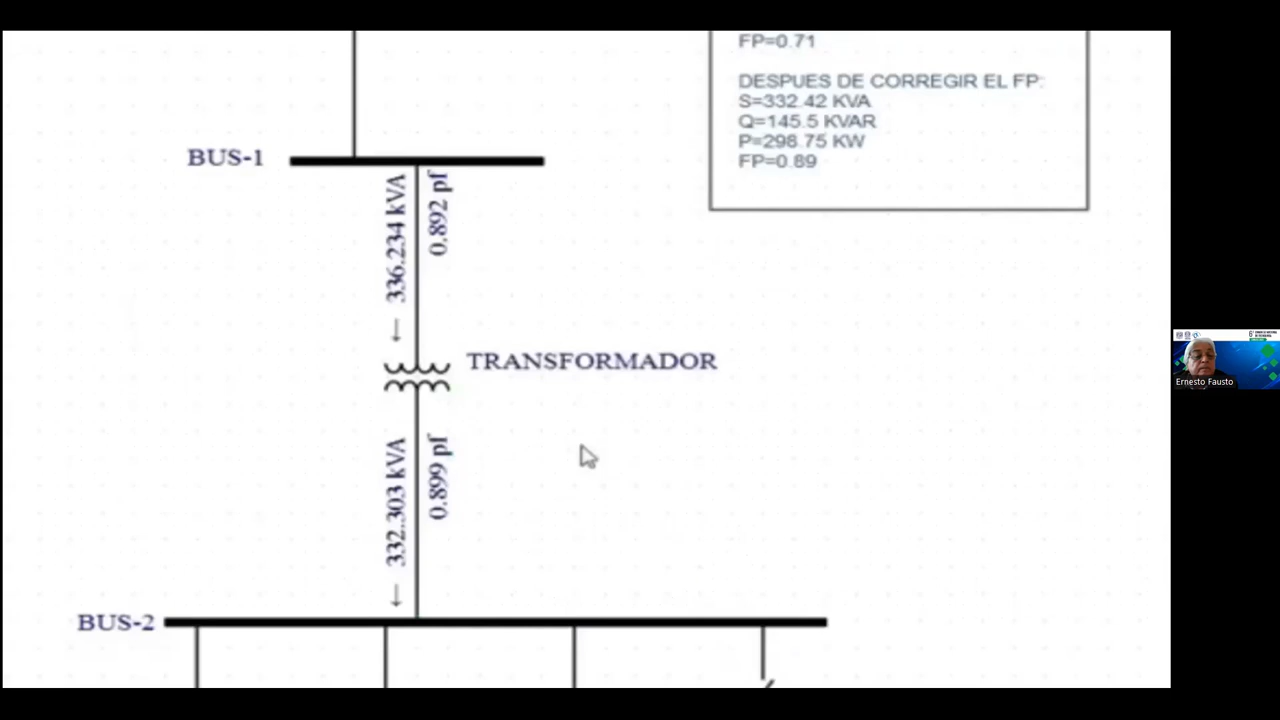 FP=0.71
DESPUES DE CORREGIR EL FP:
S=332.42 KVA
Q=145.5 KVAR
P=298.75 KW
FP=0.89
BUS-1
336.234 kVA
0.892 pf
TRANSFORMADOR
332.303 kVA
0.899 pf
BUS-2
Ernesto Fausto